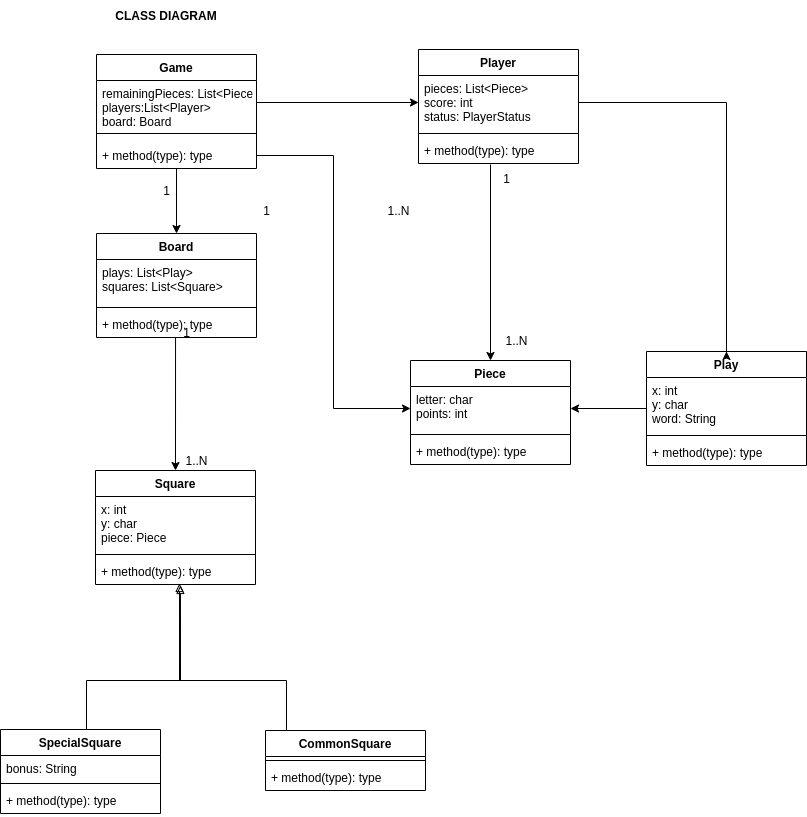 CLASS DIAGRAM
Game
remainingPieces: List<Piece
players:List<Player>
board: Board
+ method(type): type
Player
pieces: List<Piece>
score: int
status: PlayerStatus
+ method(type): type
1
1
1
1..N
Board
plays: List<Play>
squares: List<Square>
+ method(type): type
1
1..N
1..N
Piece
letter: char
points: int
+ method(type): type
Play
x: int
y: char
word: String
+ method(type): type
Square
x: int
y: char
piece: Piece
+ method(type): type
SpecialSquare
bonus: String
+ method(type): type
CommonSquare
+ method(type): type